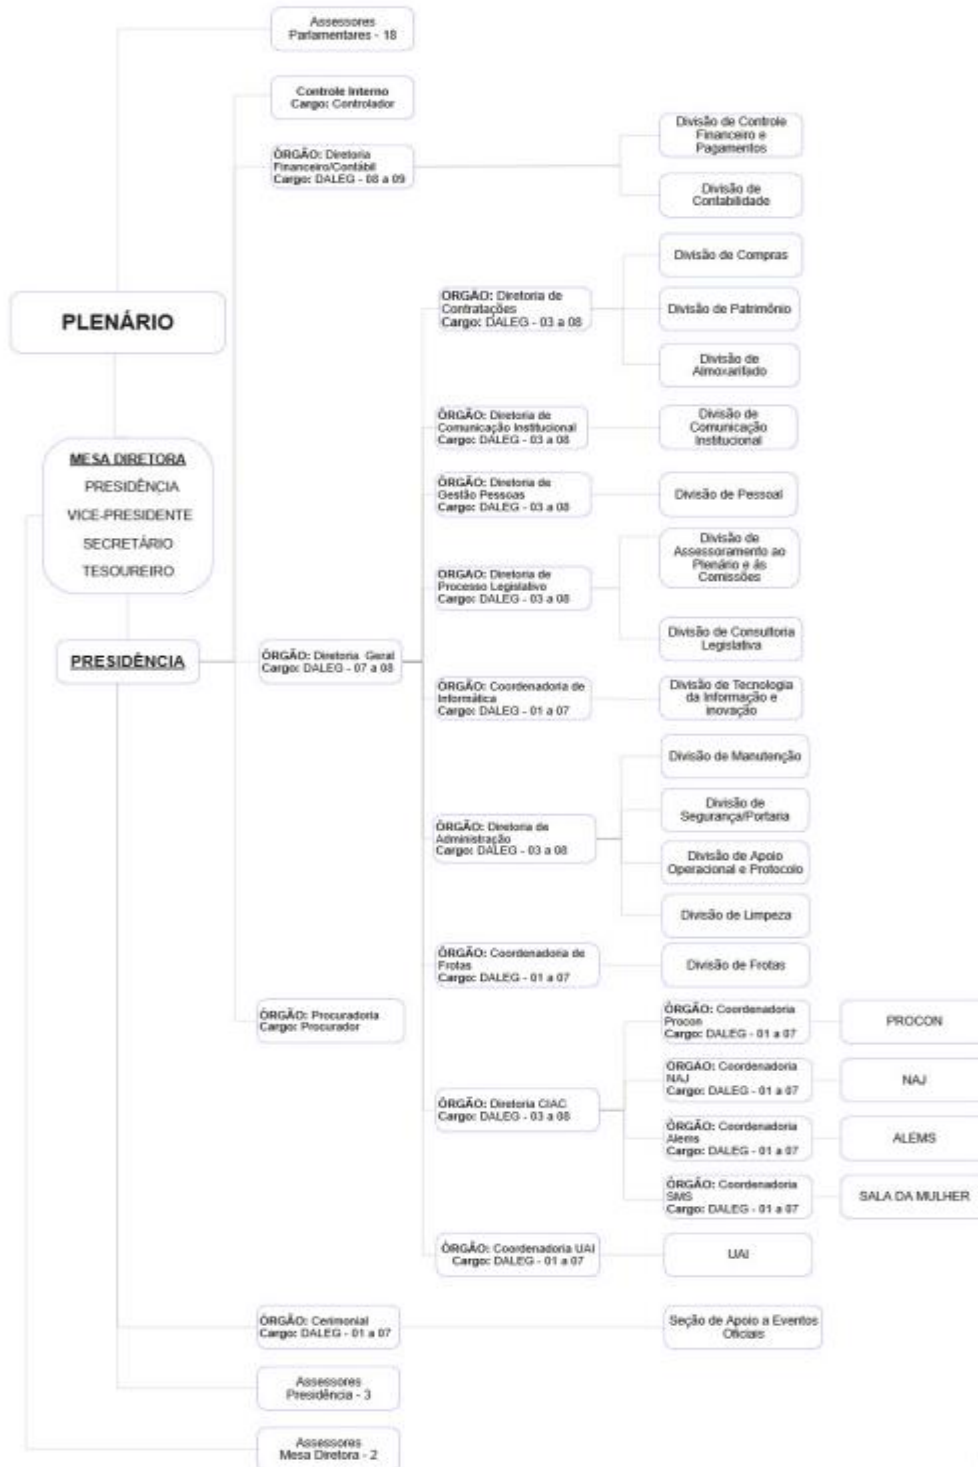 Assessores
Parlamentares - 18
Controle Interno
Cargo: Controlador
ÓRGÃO: Diretoria
Financeiro/Contábil
Cargo: DALEG - 08 a 09
Divisão de Controle
Financeiro e
Pagamentos
Divisão de
Contabilidade
PLENÁRIO
MESA DIRETORA
PRESIDÊNCIA
VICE-PRESIDENTE
SECRETÁRIO
TESOUREIRO
PRESIDÊNCIA
ÓRGÃO: Diretoria Geral
Cargo: DALEG - 07 a 08
ÓRGÃO: Diretoria de
Contratações
Cargo: DALEG - 03 a 08
Divisão de Compras
Divisão de Patrimônio
Divisão de
Almoxarifado
ÓRGÃO: Diretoria de
Comunicação Institucional
Cargo: DALEG - 03 a 08
Divisão de
Comunicação
Institucional
ÓRGÃO: Diretoria de
Gestão Pessoas
Cargo: DALEG - 03 a 08
Divisão de Pessoal
ÓRGÃO: Diretoria de
Processo Legislativo
Cargo: DALEG - 03 a 08
Divisão de
Assessoramento ao
Plenário e ás
Comissões
Divisão de Consultoria
Legislativa
ÓRGÃO: Coordenadoria de
Informática
Cargo: DALEG - 01 a 07
Divisão de Tecnologia
da Informação e
inovação
ÓRGÃO: Diretoria de
Administração
Cargo: DALEG - 03 a 08
Divisão de Manutenção
Divisão de
Segurança/Portaria
Divisão de Apoio
Operacional e Protocolo
Divisão de Limpeza
ÓRGÃO: Coordenadoria de
Frotas
Cargo: DALEG - 01 a 07
Divisão de Frotas
ÓRGÃO: Procuradoria
Cargo: Procurador
ÓRGÃO: Diretoria CIAC
Cargo: DALEG - 03 a 08
ÓRGÃO: Coordenadoria
Procon
Cargo: DALEG - 01 a 07
PROCON
ÓRGÃO: Coordenadoria
NAJ
Cargo: DALEG - 01 a 07
NAJ
ÓRGÃO: Coordenadoria
Alems
Cargo: DALEG - 01 a 07
ALEMS
ÓRGÃO: Coordenadoria
SMS
Cargo: DALEG - 01 a 07
SALA DA MULHER
ÓRGÃO: Coordenadoria UAI
Cargo: DALEG - 01 a 07
UAI
ÓRGÃO: Cerimonial
Cargo: DALEG - 01 a 07
Seção de Apoio a Eventos
Oficiais
Assessores
Presidência - 3
Assessores
Mesa Diretora - 2